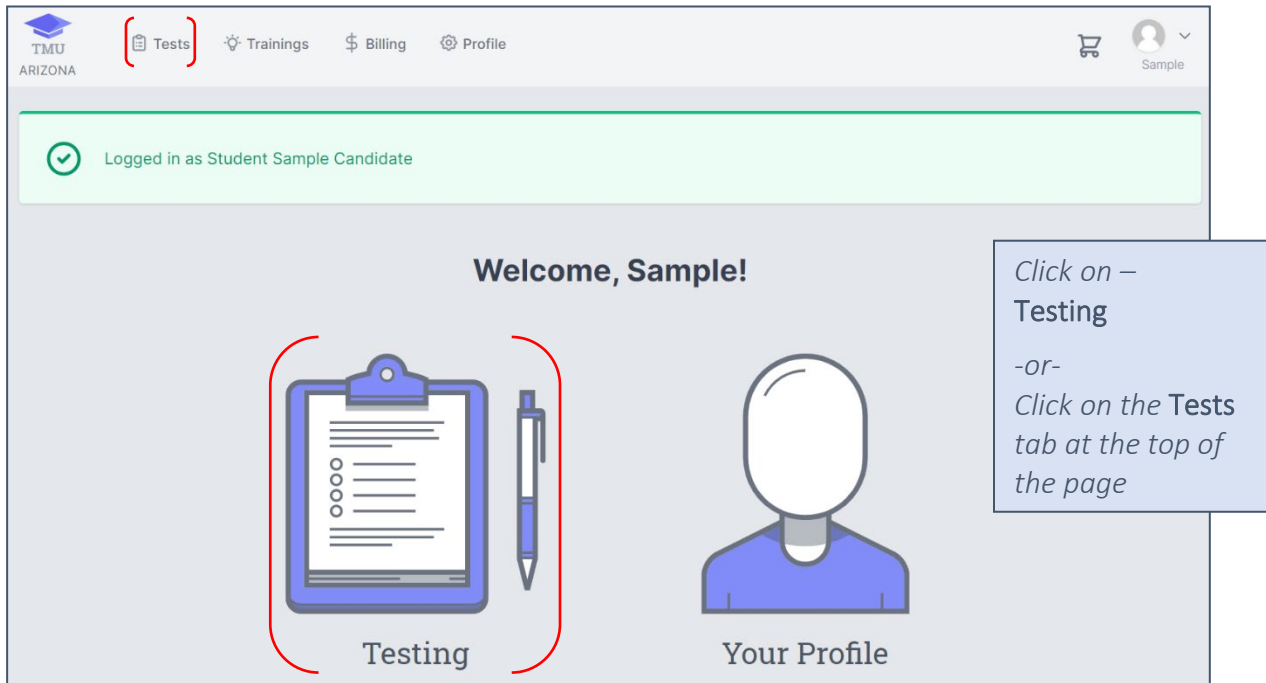 TMU
ARIZONA
Tests
Trainings
$ Billing
Profile
Sample
Logged in as Student Sample Candidate
Welcome, Sample!
Click on –
Testing
-or-
Click on the Tests
tab at the top of
the page
Testing
Your Profile